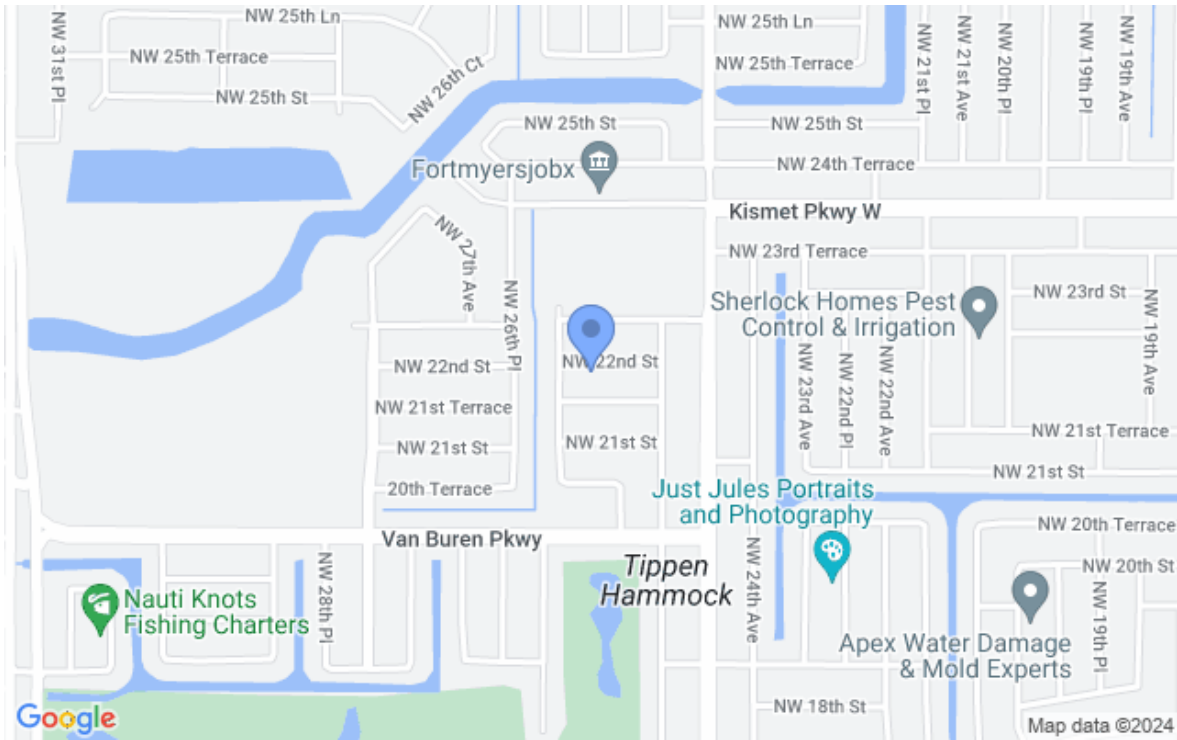 NW 25th Ln
NW 25th Ln
NW 31st Pl
NW 25th Terrace
NW 26th Ct
NW 25th Terrace
NW 21st Pl
NW 21st Ave
NW 20th Pl
NW 19th Pl
NW 19th Ave
NW 25th St
NW 25th St
NW 25th St
Fortmyersjobx
NW 24th Terrace
Kismet Pkwy W
NW 27th Ave
NW 23rd Terrace
NW 26th Pl
Sherlock Homes Pest
Control & Irrigation
NW 23rd St
NW 19th Ave
NW 22nd St
NW 22nd St
NW 23rd Ave
NW 22nd Pl
NW 22nd Ave
NW 21st Terrace
NW 21st Terrace
NW 21st St
NW 21st St
NW 21st St
20th Terrace
Just Jules Portraits
and Photography
NW 20th Terrace
Van Buren Pkwy
Tippen
Hammock
NW 28th Pl
NW 24th Ave
NW 20th St
NW 19th Pl
Nauti Knots
Fishing Charters
Apex Water Damage
& Mold Experts
NW 18th St
Google
Map data ©2024